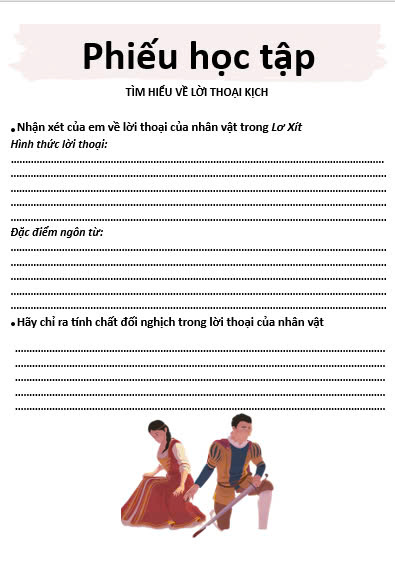 Phiếu học tập
TÌM HIỂU VỀ LỜI THOẠI KỊCH
• Nhận xét của em về lời thoại của nhân vật trong Lơ Xít
Hình thức lời thoại:
Đặc điểm ngôn từ:
• Hãy chỉ ra tính chất đối nghịch trong lời thoại của nhân vật